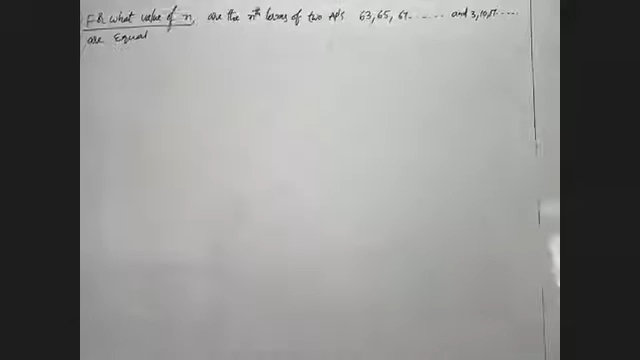 For what value of n, are the nth terms of two AP's 63, 65, 67....... and 3, 10, 17.....
are Equal